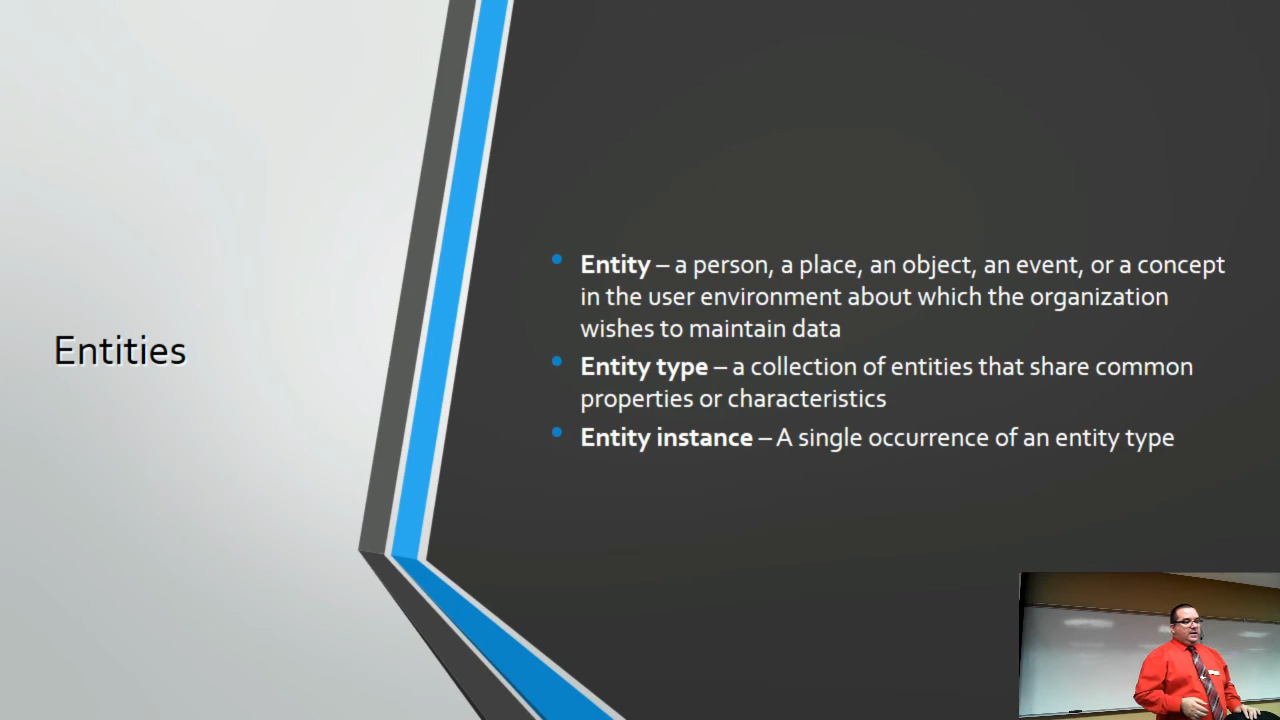 Entities
Entity – a person, a place, an object, an event, or a concept
in the user environment about which the organization
wishes to maintain data
Entity type – a collection of entities that share common
properties or characteristics
Entity instance – A single occurrence of an entity type